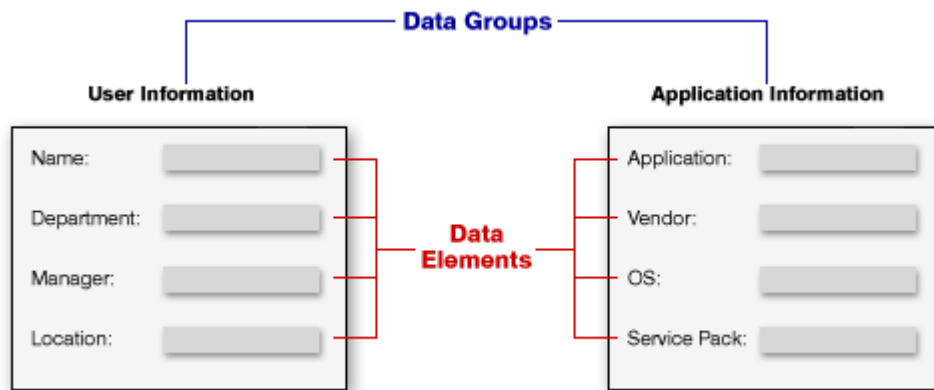 Data Groups
User Information
Application Information
Name:
Department:
Manager:
Location:
Data
Elements
Application:
Vendor:
OS:
Service Pack: